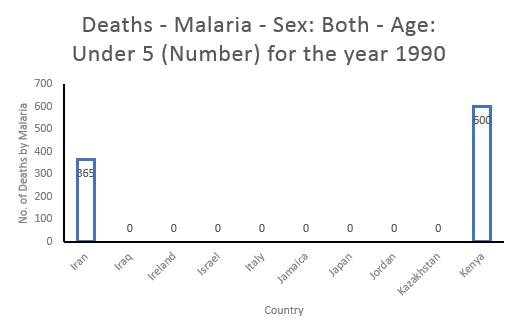 Deaths - Malaria - Sex: Both - Age:
Under 5 (Number) for the year 1990
No. of Deaths by Malaria
700
600
500
400
300
200
100
0
365
0
0
0
0
0
0
0
0
600
Iran
Iraq
Ireland
Israel
Italy
Jamaica
Japan
Jordan
Kazakhstan
Kenya
Country